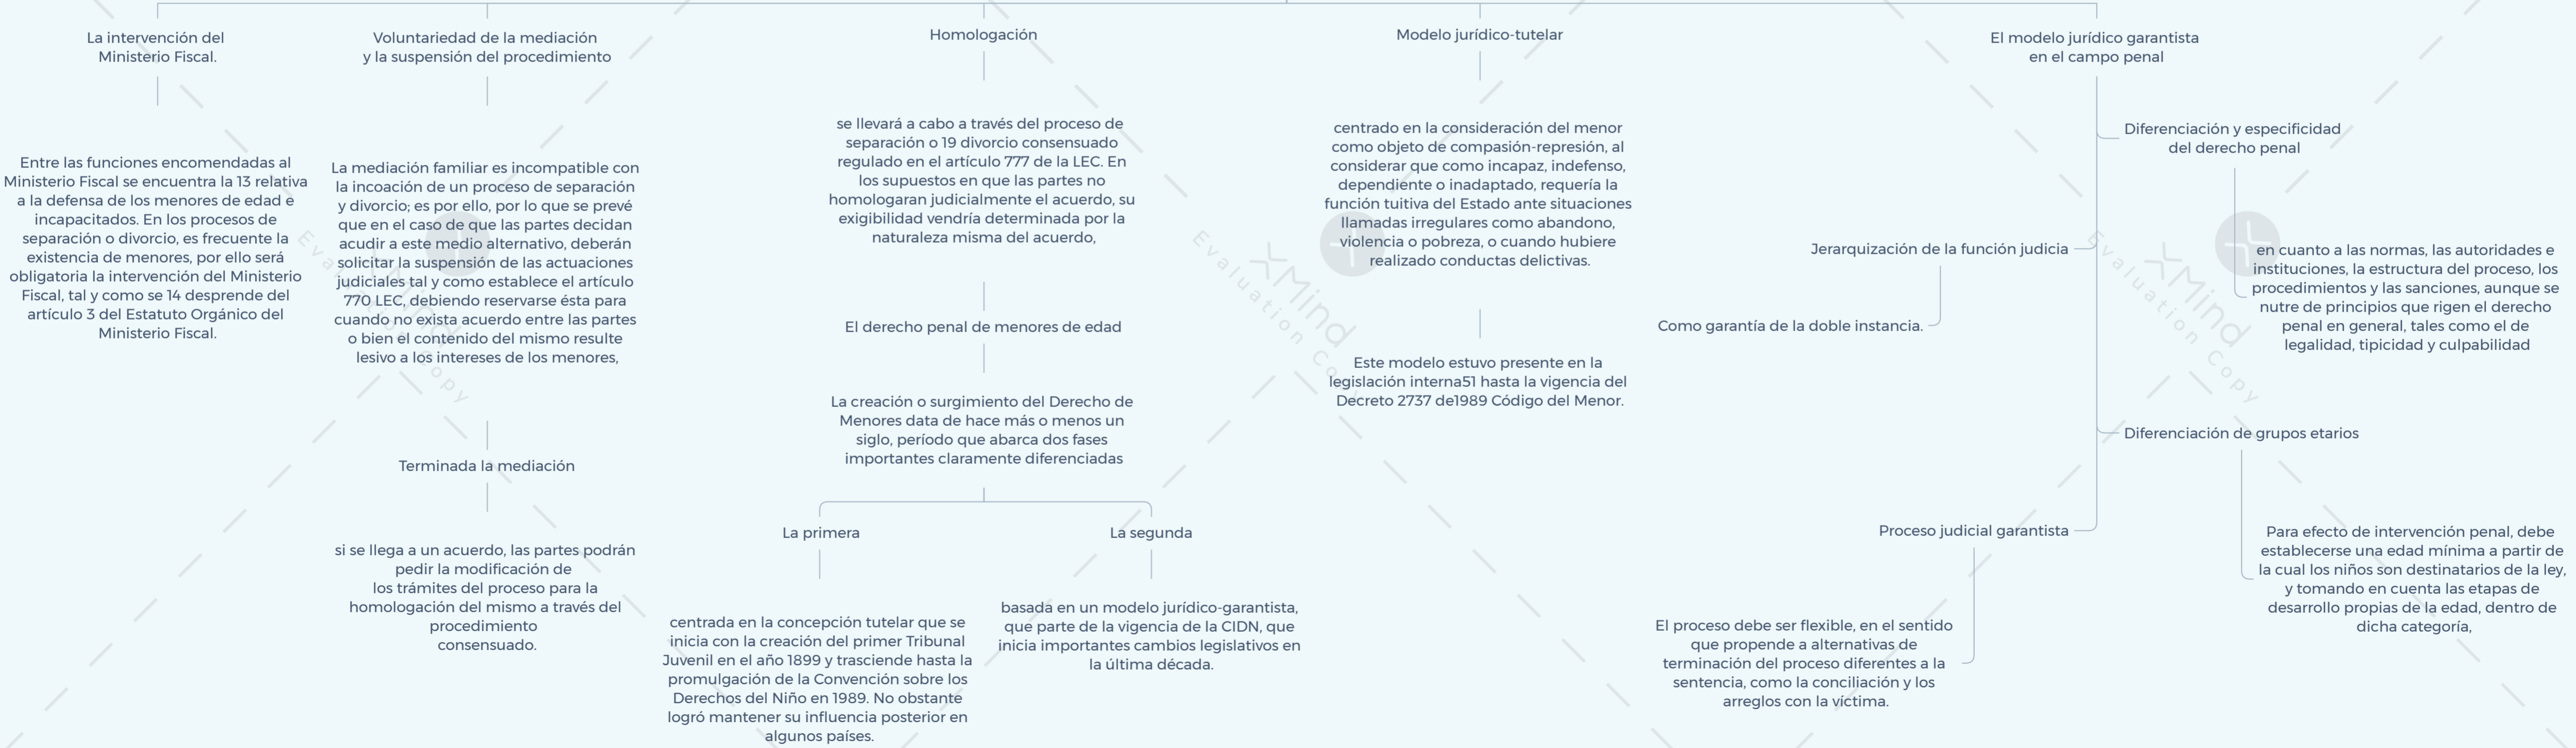 La intervención del
Ministerio Fiscal.
Entre las funciones encomendadas al
Ministerio Fiscal se encuentra la 13 relativa
a la defensa de los menores de edad e
incapacitados. En los procesos de
separación o divorcio, es frecuente la
existencia de menores, por ello será
obligatoria la intervención del Ministerio
Fiscal, tal y como se 14 desprende del
artículo 3 del Estatuto Orgánico del
Ministerio Fiscal.
Voluntariedad de la mediación
y la suspensión del procedimiento
La mediación familiar es incompatible con
la incoación de un proceso de separación
y divorcio; es por ello, por lo que se prevé
que en el caso de que las partes decidan
acudir a este medio alternativo, deberán
solicitar la suspensión de las actuaciones
judiciales tal y como establece el artículo
770 LEC, debiendo reservarse ésta para
cuando no exista acuerdo entre las partes
o bien el contenido del mismo resulte
lesivo a los intereses de los menores,
Terminada la mediación
si se llega a un acuerdo, las partes podrán
pedir la modificación de
los trámites del proceso para la
homologación del mismo a través del
procedimiento
consensuado.
Homologación
se llevará a cabo a través del proceso de
separación o 19 divorcio consensuado
regulado en el artículo 777 de la LEC. En
los supuestos en que las partes no
homologaran judicialmente el acuerdo, su
exigibilidad vendría determinada por la
naturaleza misma del acuerdo,
El derecho penal de menores de edad
La creación o surgimiento del Derecho de
Menores data de hace más o menos un
siglo, período que abarca dos fases
importantes claramente diferenciadas
La primera
centrada en la concepción tutelar que se
inicia con la creación del primer Tribunal
Juvenil en el año 1899 y trasciende hasta la
promulgación de la Convención sobre los
Derechos del Niño en 1989. No obstante
logró mantener su influencia posterior en
algunos países.
La segunda
basada en un modelo jurídico-garantista,
que parte de la vigencia de la CIDN, que
inicia importantes cambios legislativos en
la última década.
Modelo jurídico-tutelar
centrado en la consideración del menor
como objeto de compasión-represión, al
considerar que como incapaz, indefenso,
dependiente o inadaptado, requería la
función tuitiva del Estado ante situaciones
llamadas irregulares como abandono,
violencia o pobreza, o cuando hubiere
realizado conductas delictivas.
Este modelo estuvo presente en la
legislación interna51 hasta la vigencia del
Decreto 2737 de1989 Código del Menor.
El modelo jurídico garantista
en el campo penal
Diferenciación y especificidad
del derecho penal
en cuanto a las normas, las autoridades e
instituciones, la estructura del proceso, los
procedimientos y las sanciones, aunque se
nutre de principios que rigen el derecho
penal en general, tales como el de
legalidad, tipicidad y culpabilidad
Jerarquización de la función judicia
Como garantía de la doble instancia.
Diferenciación de grupos etarios
Para efecto de intervención penal, debe
establecerse una edad mínima a partir de
la cual los niños son destinatarios de la ley,
y tomando en cuenta las etapas de
desarrollo propias de la edad, dentro de
dicha categoría,
Proceso judicial garantista
El proceso debe ser flexible, en el sentido
que propende a alternativas de
terminación del proceso diferentes a la
sentencia, como la conciliación y los
arreglos con la víctima.
XMind
Evaluation Copy
XMind
Evaluation Copy
XMind
Evaluation Copy